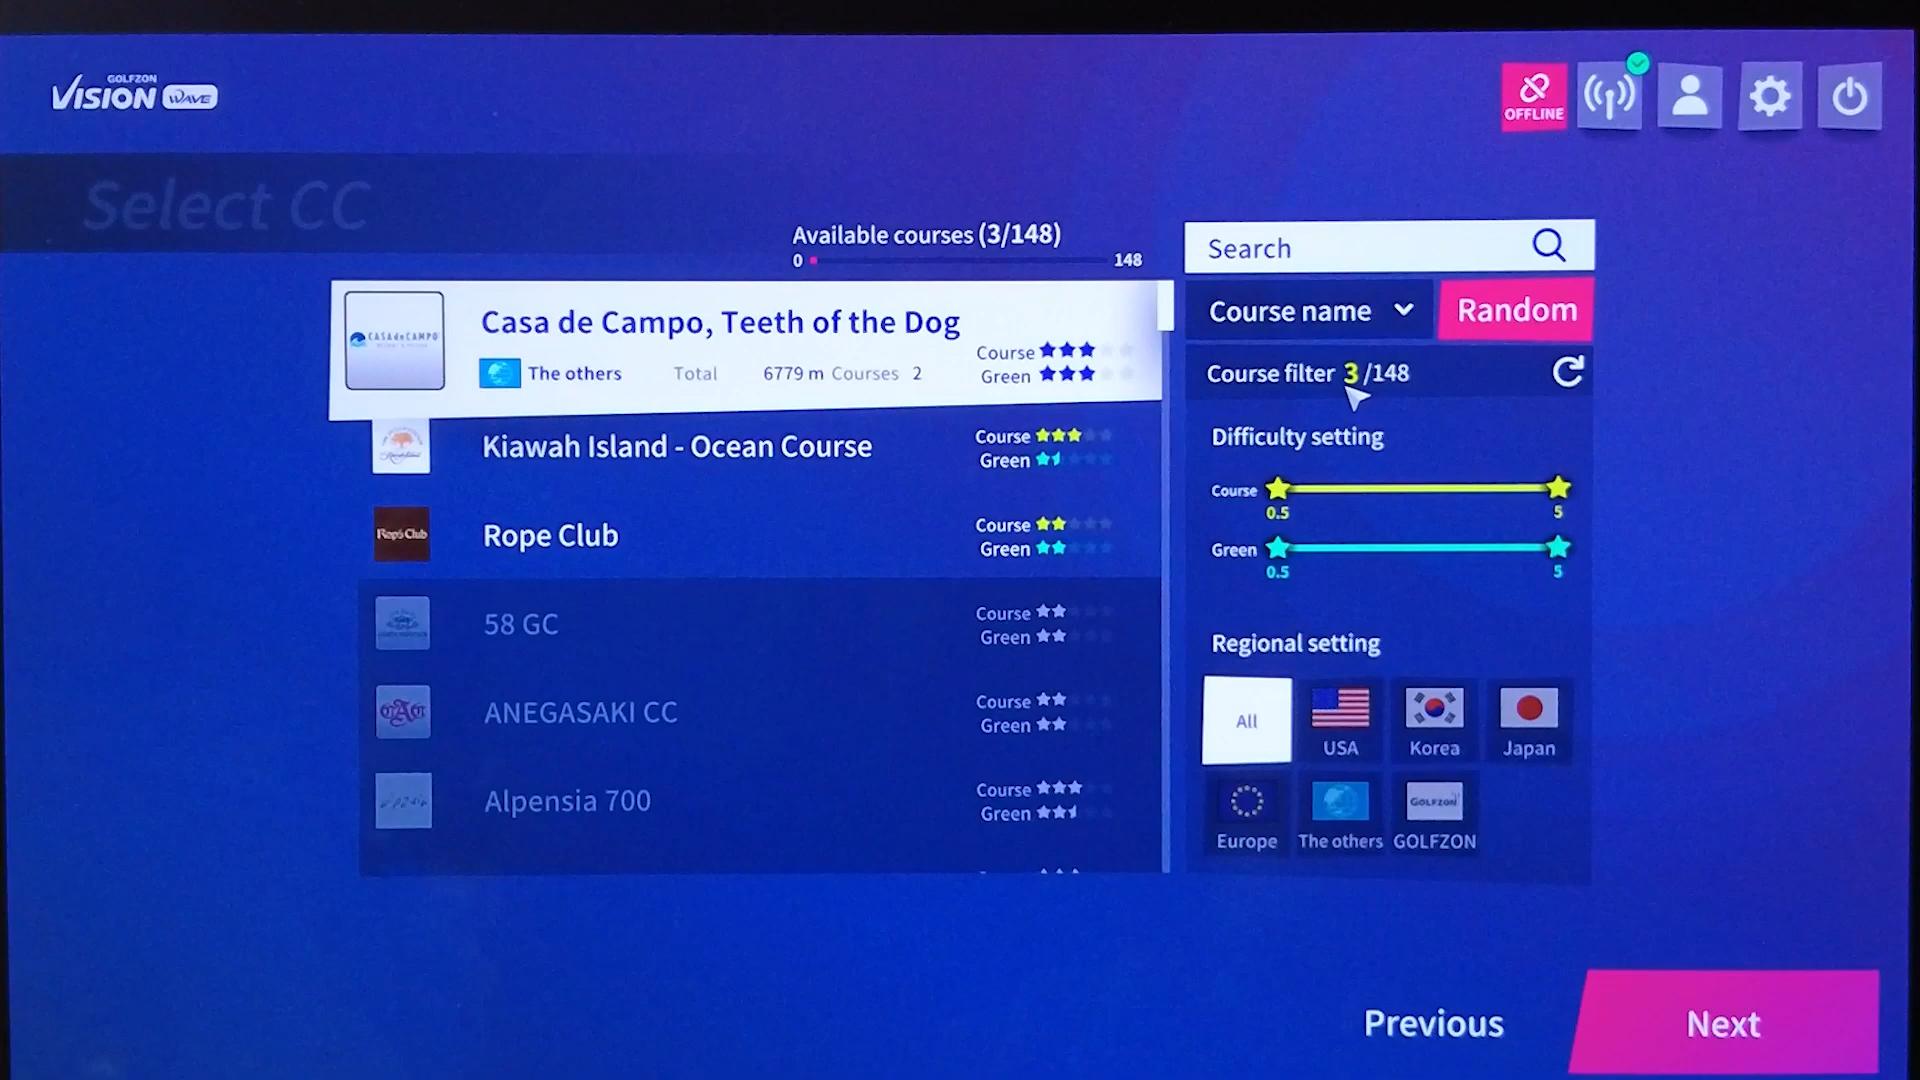 GOLFZON
VISION WAVE
OFFLINE
Select CC
Available courses (3/148)
0 148
Search
Course name
Random
Course filter 3 /148
Difficulty setting
Course
0.5 5
Green
0.5 5
Regional setting
All
USA
Korea
Japan
Europe
The others
GOLFZON
GOLFZON
CASA de CAMPO
Casa de Campo, Teeth of the Dog
The others Total 6779 m Courses 2
Course
Green
Kiawah Island - Ocean Course
Course
Green
Rope Club
Course
Green
58 GC
Course
Green
ANEGASAKI CC
Course
Green
Alpensia 700
Course
Green
Previous
Next